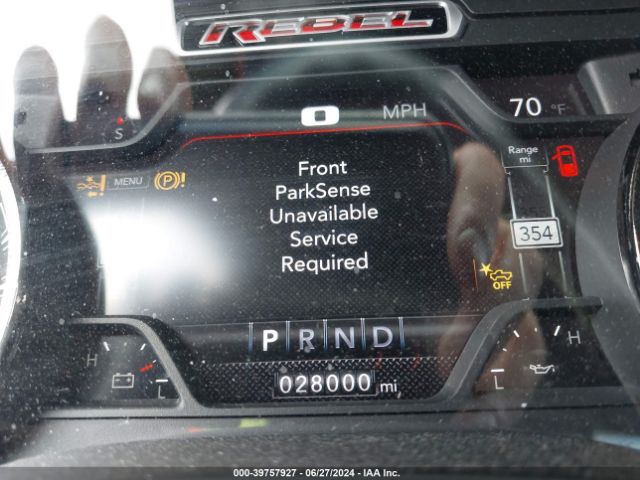 REBEL
0 MPH
70 °F
S
Front
ParkSense
Unavailable
Service
Required
MENU
P !
Range
mi
354
OFF
P R N D
H
L
028000 mi
H
L
000-39757927 - 06/27/2024 - IAA Inc.